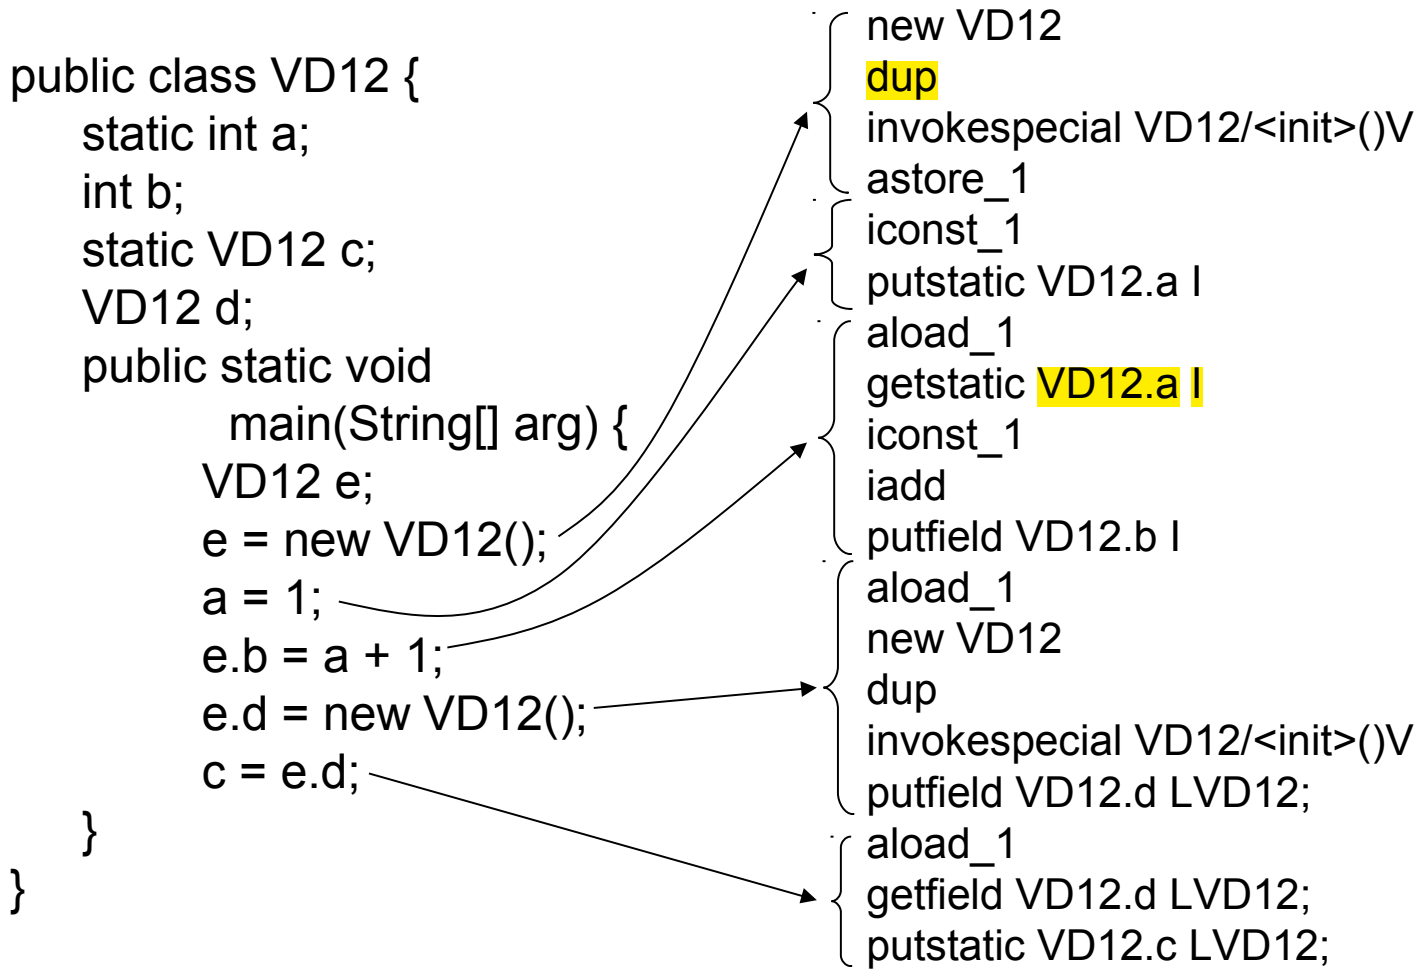 public class VD12 {
static int a;
int b;
static VD12 c;
VD12 d;
public static void
main(String[] arg) {
VD12 e;
e = new VD12();
a = 1;
e.b = a + 1;
e.d = new VD12();
c = e.d;
}
}
new VD12
dup
invokespecial VD12/<init>()V
astore_1
iconst_1
putstatic VD12.a I
aload_1
getstatic VD12.a I
iconst_1
iadd
putfield VD12.b I
aload_1
new VD12
dup
invokespecial VD12/<init>()V
putfield VD12.d LVD12;
aload_1
getfield VD12.d LVD12;
putstatic VD12.c LVD12;